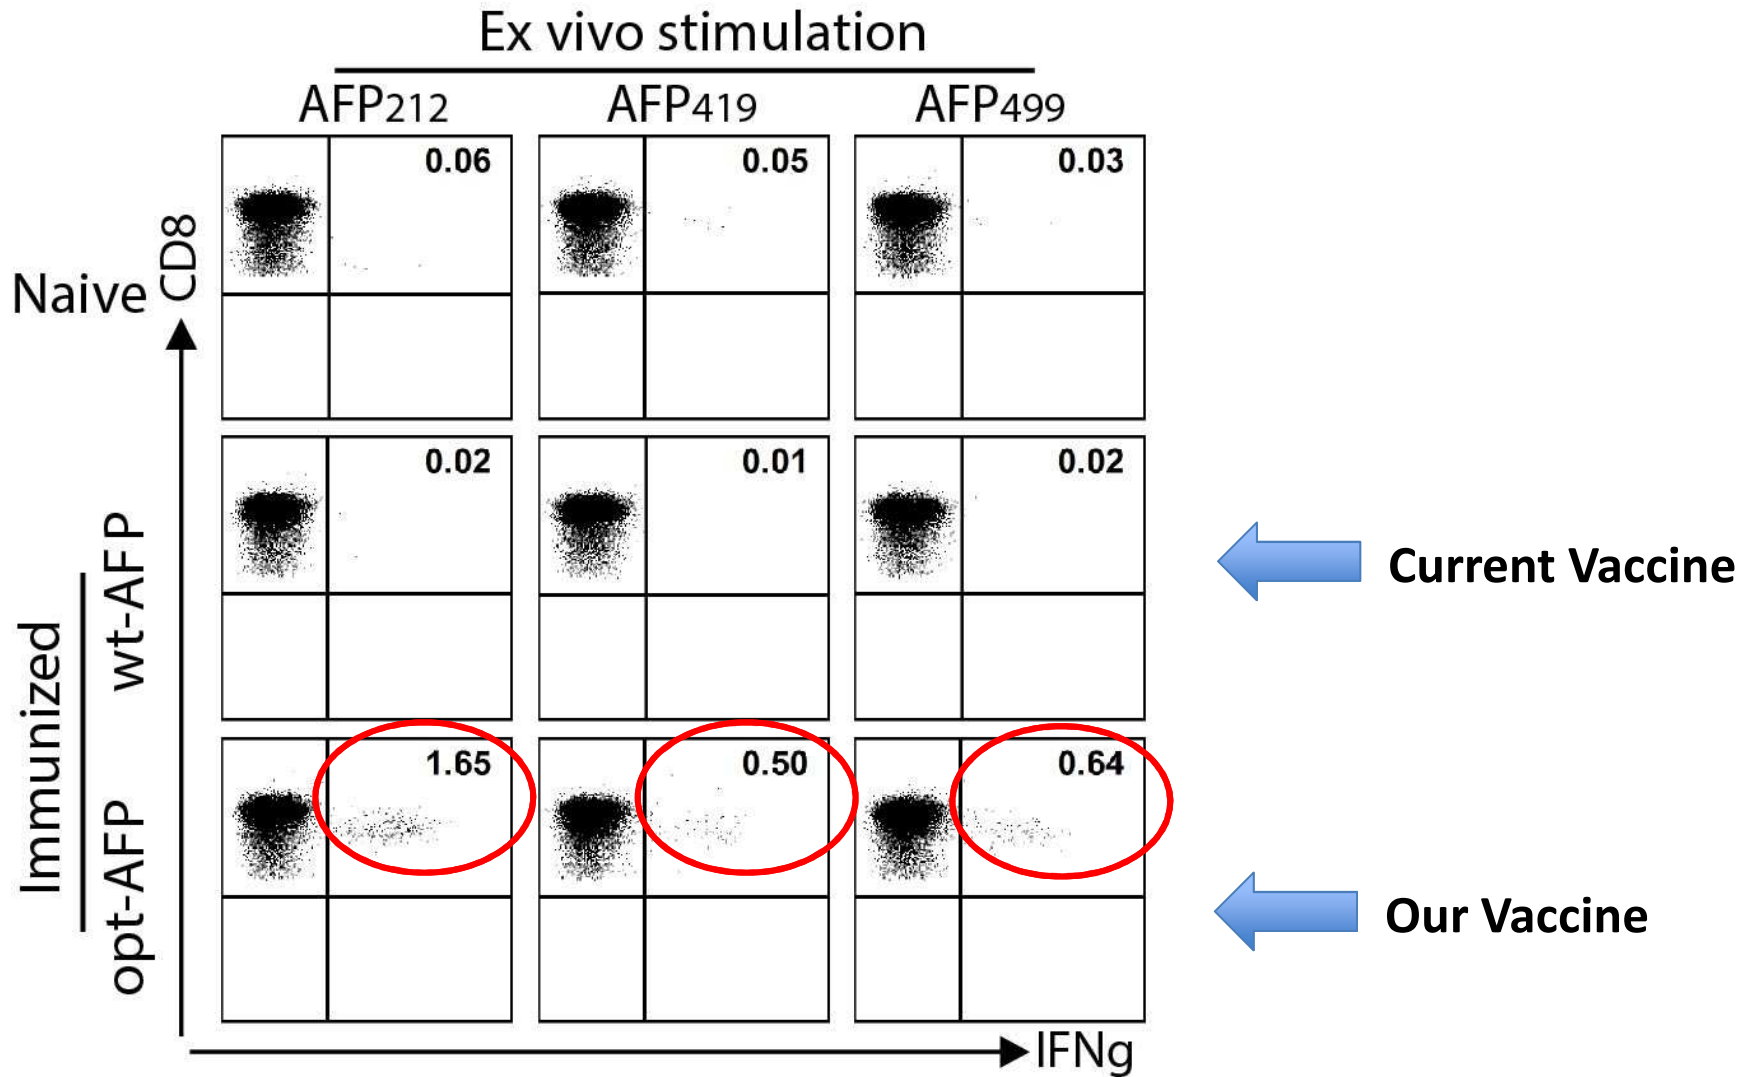 Ex vivo stimulation
AFP212 AFP419 AFP499
Naive
CD8
0.06 0.05 0.03
Immunized
wt-AFP
0.02 0.01 0.02
Current Vaccine
opt-AFP
1.65 0.50 0.64
Our Vaccine
IFNg